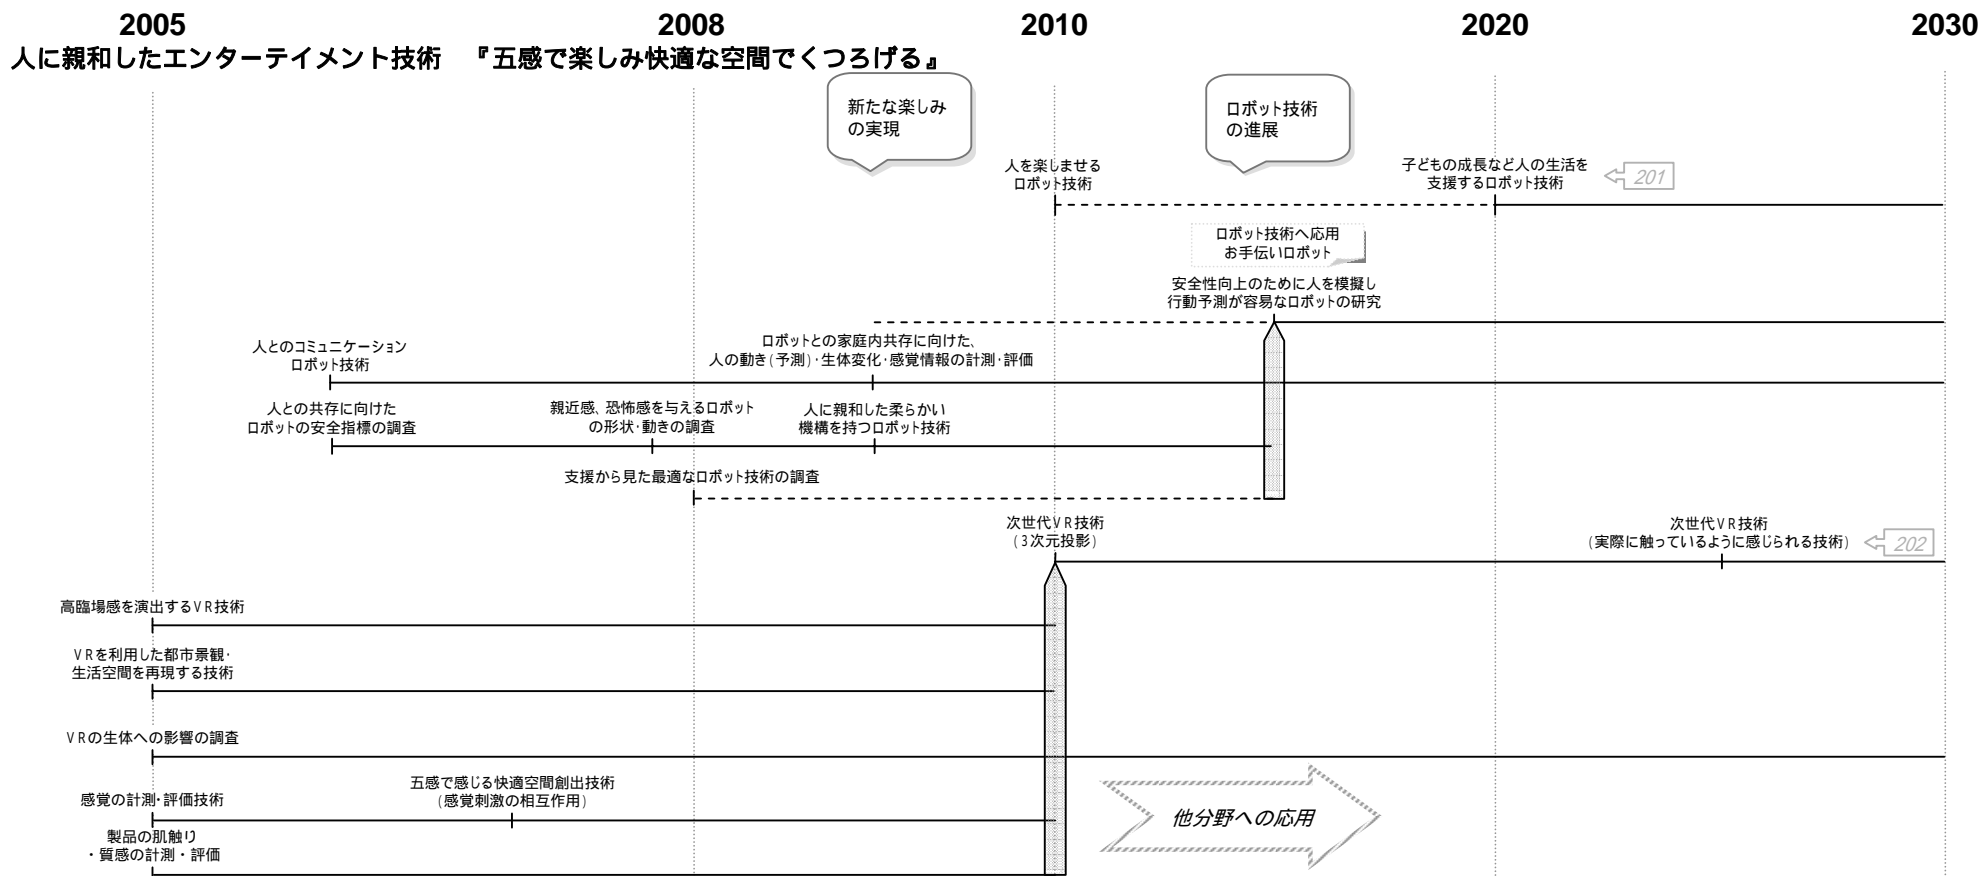 2005 2008 2010 2020 2030
人に親和したエンターテイメント技術 『五感で楽しみ快適な空間でくつろげる』
新たな楽しみ
の実現
ロボット技術
の進展
人を楽しませる
ロボット技術
子どもの成長など人の生活を
支援するロボット技術
201
ロボット技術へ応用
お手伝いロボット
安全性向上のために人を模擬し
行動予測が容易なロボットの研究
人とのコミュニケーション
ロボット技術
ロボットとの家庭内共存に向けた、
人の動き(予測)・生体変化・感覚情報の計測・評価
人との共存に向けた
ロボットの安全指標の調査
親近感、恐怖感を与えるロボット
の形状・動きの調査
人に親和した柔らかい
機構を持つロボット技術
支援から見た最適なロボット技術の調査
次世代VR技術
(3次元投影)
次世代VR技術
(実際に触っているように感じられる技術)
202
高臨場感を演出するVR技術
VRを利用した都市景観・
生活空間を再現する技術
VRの生体への影響の調査
感覚の計測・評価技術
五感で感じる快適空間創出技術
(感覚刺激の相互作用)
製品の肌触り
・質感の計測・評価
他分野への応用